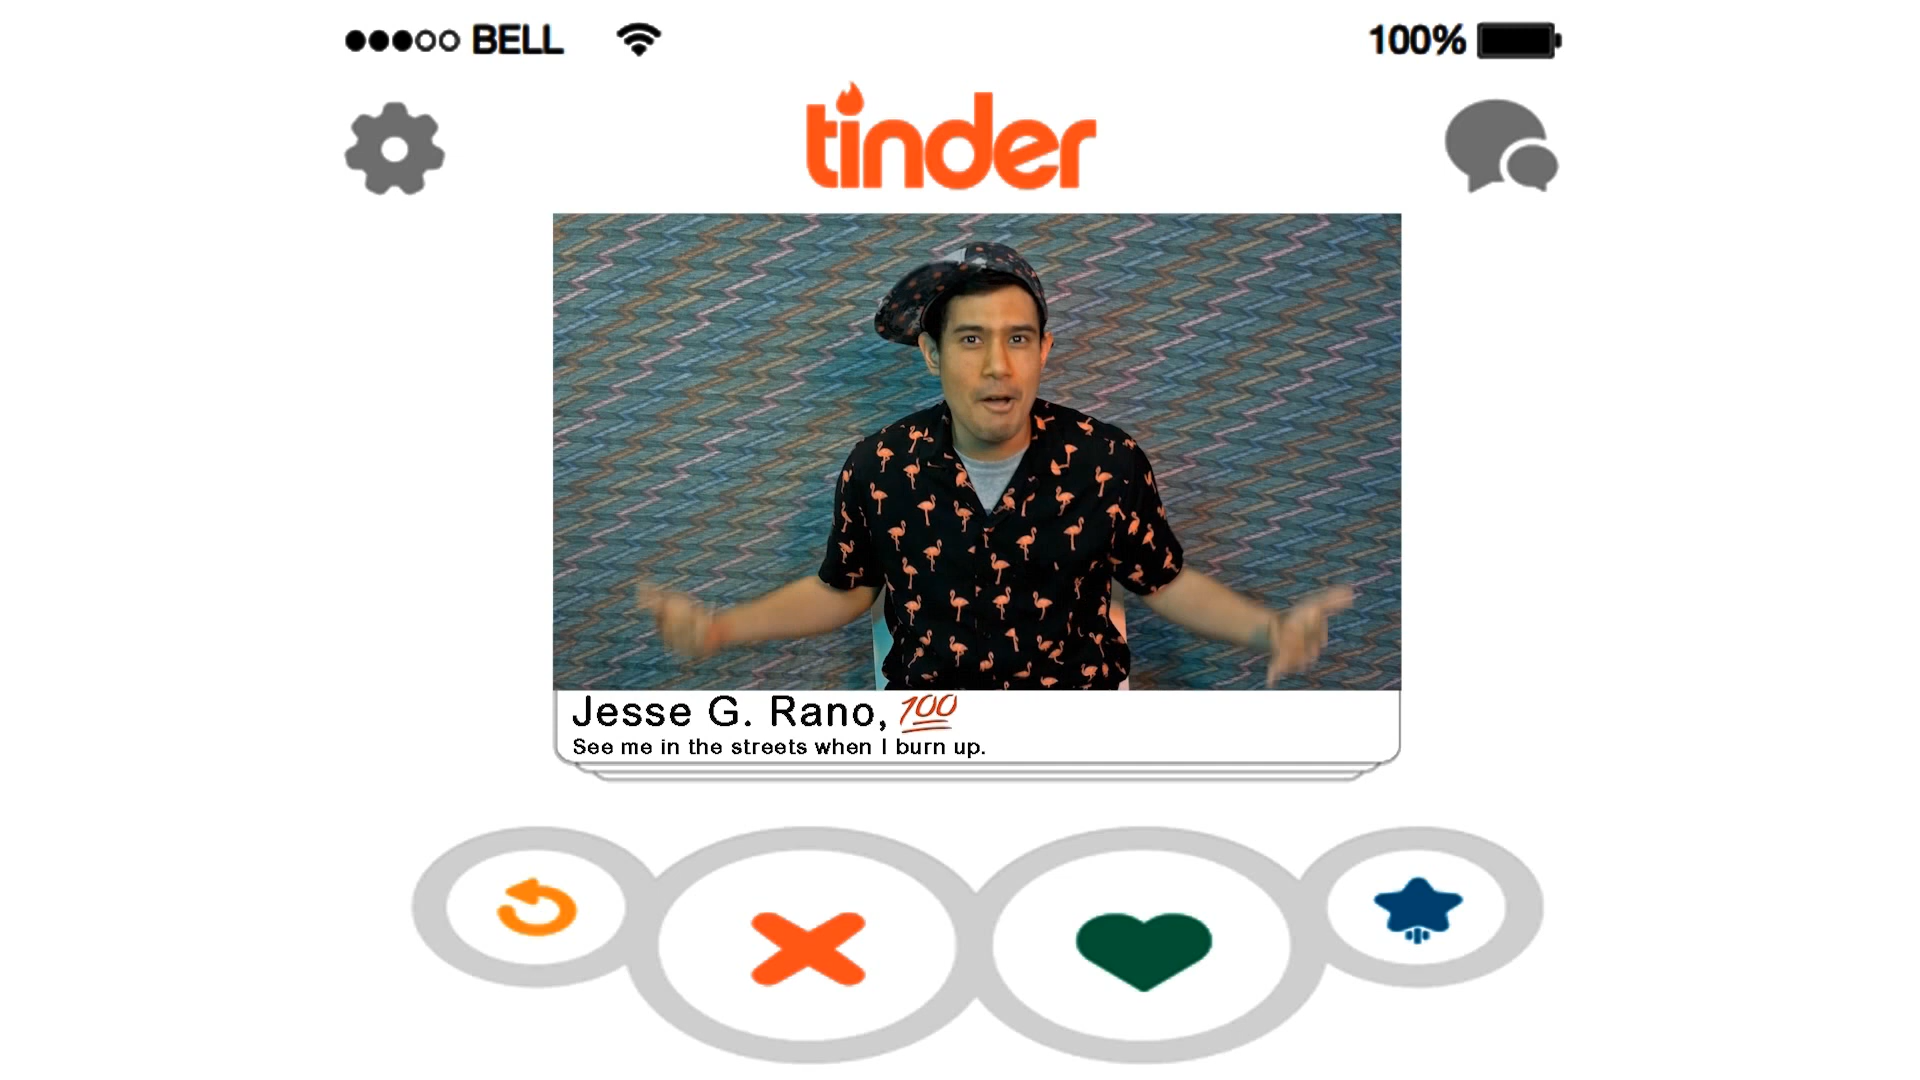 BELL
100%
tinder
Jesse G. Rano, 💯
See me in the streets when I burn up.